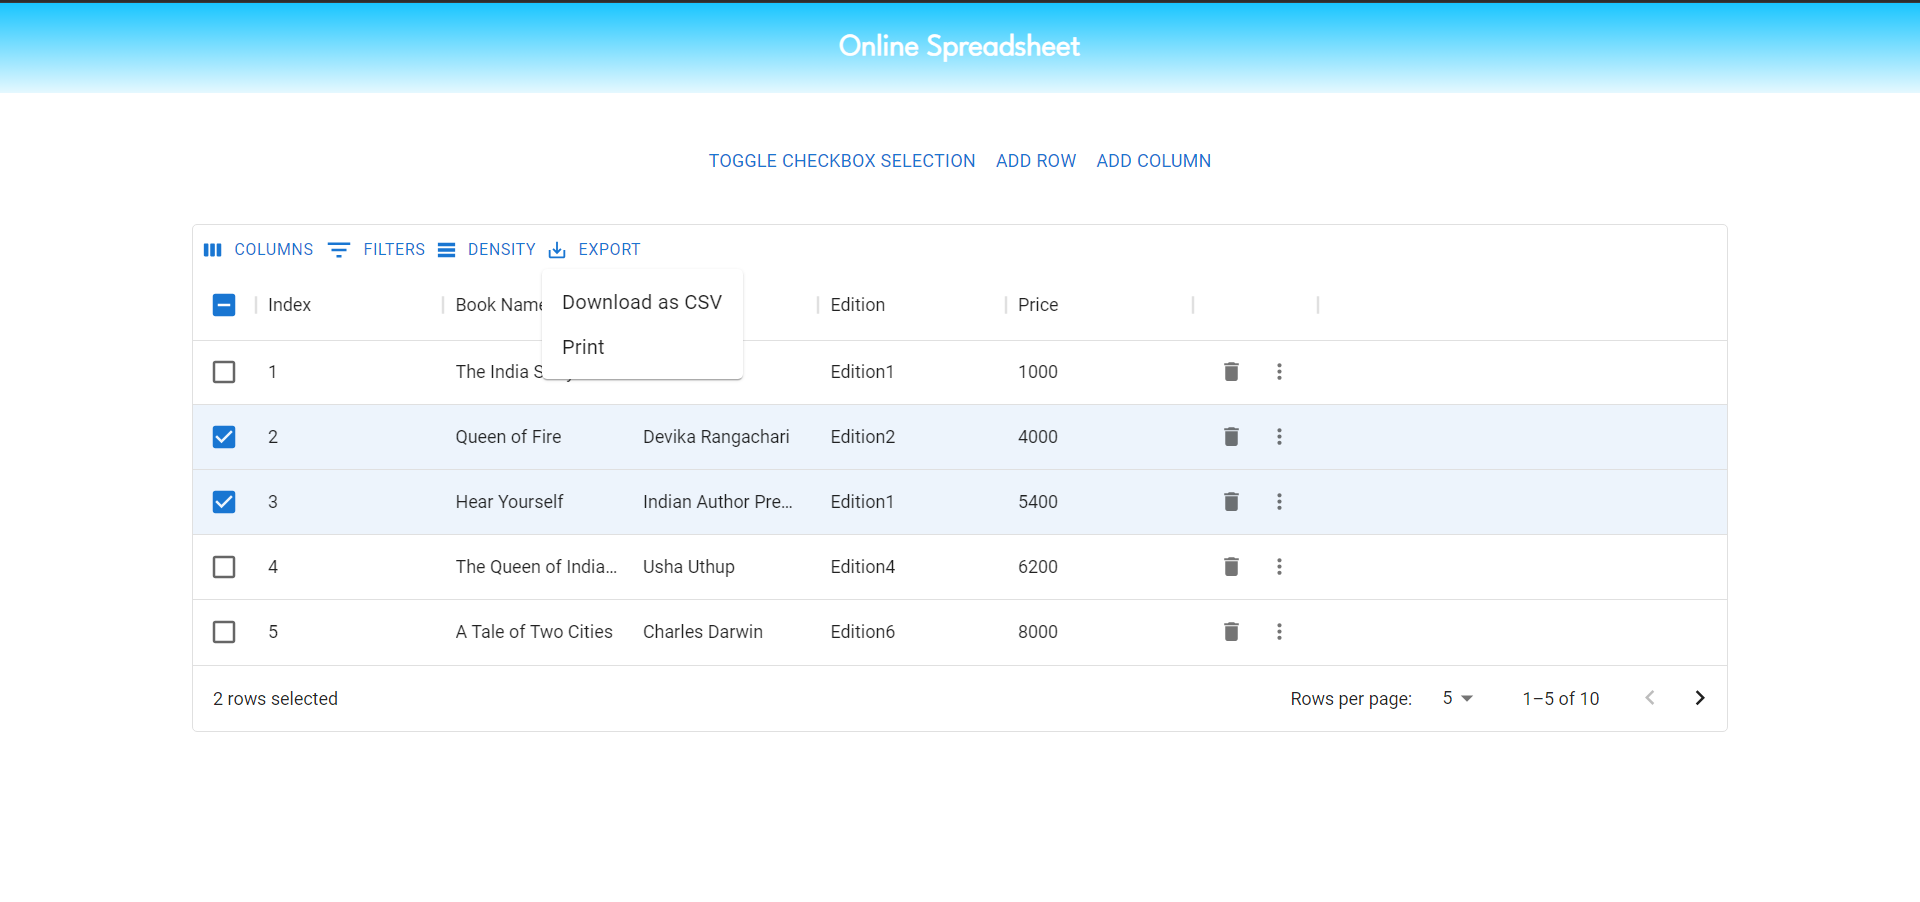 Online Spreadsheet
TOGGLE CHECKBOX SELECTION ADD ROW ADD COLUMN
COLUMNS FILTERS DENSITY EXPORT
Download as CSV
Print
Index Book Name Edition Price
1 The India Edition1 1000
2 Queen of Fire Devika Rangachari Edition2 4000
3 Hear Yourself Indian Author Pre... Edition1 5400
4 The Queen of India... Usha Uthup Edition4 6200
5 A Tale of Two Cities Charles Darwin Edition6 8000
2 rows selected Rows per page: 5 1–5 of 10